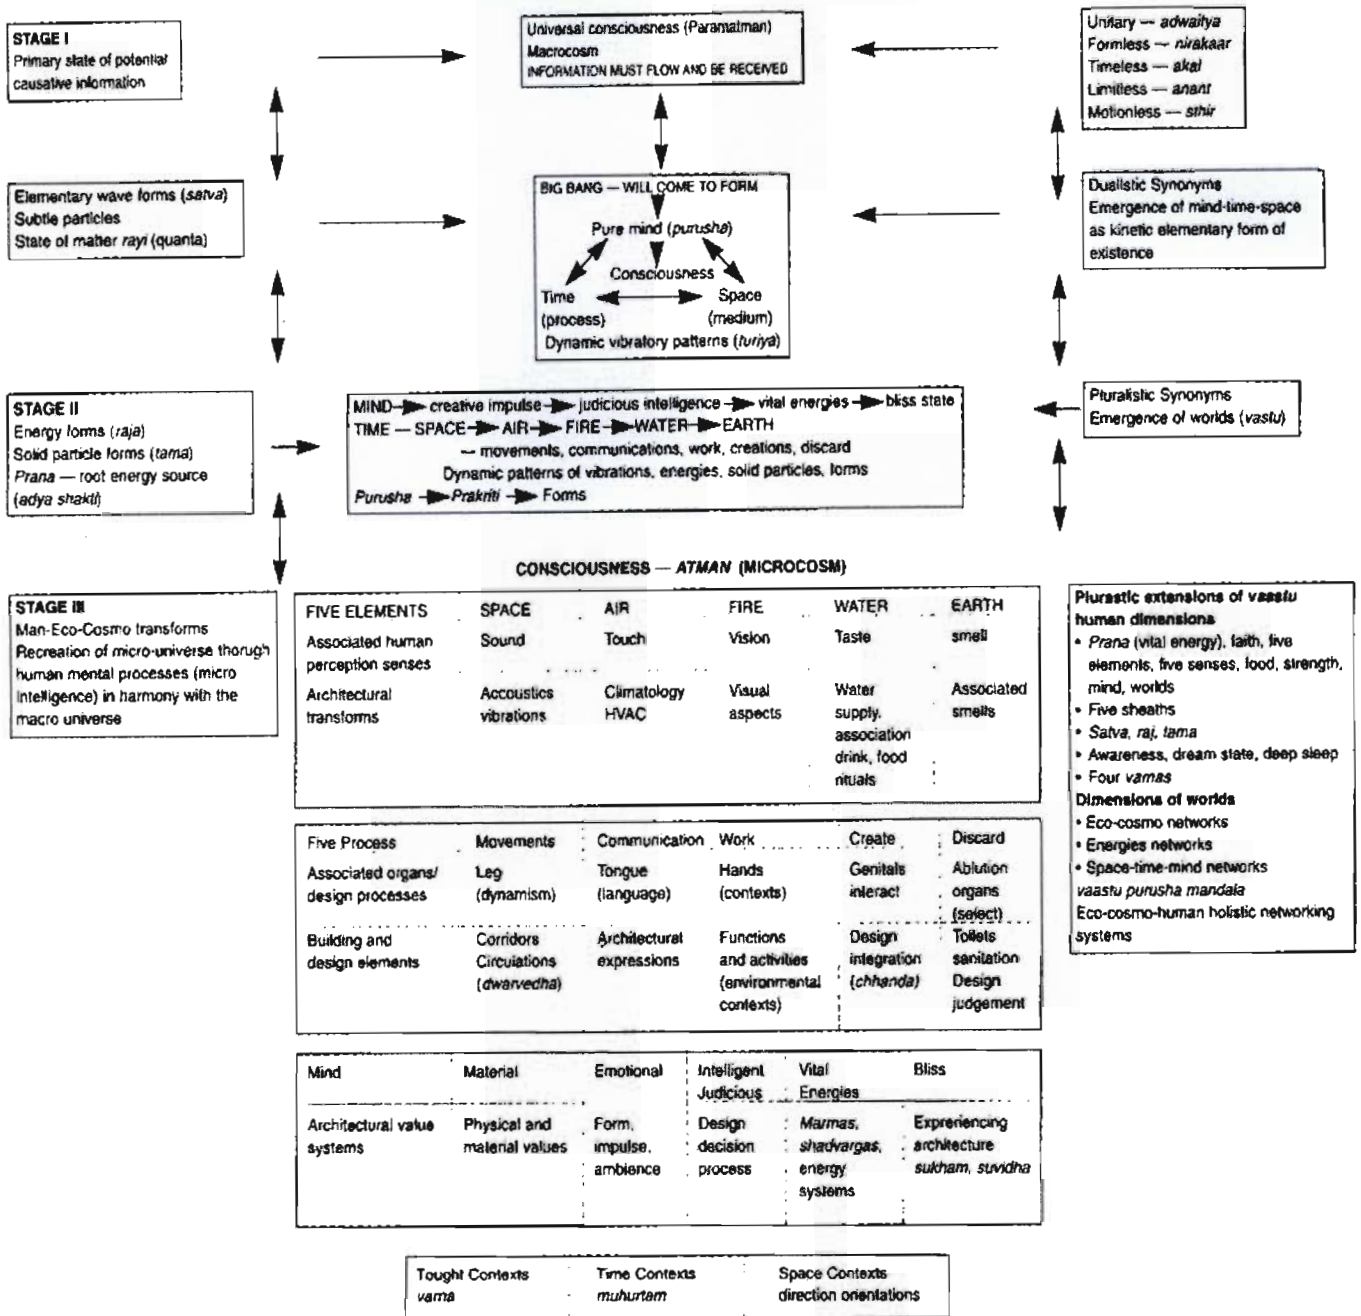 STAGE I
Primary state of potential
causative information
Universal consciousness (Paramatman)
Macrocosm
INFORMATION MUST FLOW AND BE RECEIVED
Unitary — adwaitya
Formless — nirakaar
Timeless — akal
Limitless — anant
Motionless — sthir
Elementary wave forms (satva)
Subtle particles
State of matter rayi (quanta)
BIG BANG — WILL COME TO FORM
Pure mind (purusha)
Consciousness
Time Space
(process) (medium)
Dynamic vibratory patterns (turiya)
Dualistic Synonyms
Emergence of mind-time-space
as kinetic elementary form of
existence
STAGE II
Energy forms (raja)
Solid particle forms (tama)
Prana — root energy source
(adya shakti)
MIND creative impulse judicious intelligence vital energies bliss state
TIME — SPACE AIR FIRE WATER EARTH
— movements, communications, work, creations, discard
Dynamic patterns of vibrations, energies, solid particles, forms
Purusha Prakriti Forms
Pluralistic Synonyms
Emergence of worlds (vastu)
CONSCIOUSNESS — ATMAN (MICROCOSM)
STAGE III
Man-Eco-Cosmo transforms
Recreation of micro-universe thorugh
human mental processes (micro
intelligence) in harmony with the
macro universe
FIVE ELEMENTS SPACE AIR FIRE WATER EARTH
Associated human Sound Touch Vision Taste smell
perception senses
Architectural Accoustics Climatology Visual Water Associated
transforms vibrations HVAC aspects supply, smells
association
drink, food
rituals
Five Process Movements Communication Work Create Discard
Associated organs/ Leg Tongue Hands Genitals Ablution
design processes (dynamism) (language) (contexts) interact organs
(select)
Building and Corridors Architectural Functions Design Toilets
design elements Circulations expressions and activities integration sanitation
(dwarvedha) (environmental (chhanda) Design
contexts) judgement
Mind Material Emotional Intelligent Vital Bliss
Judicious Energies
Architectural value Physical and Form, Design Marmas, Expreriencing
systems material values impulse, decision shadvargas, architecture
ambience process energy sukham, suvidha
systems
Plurastic extensions of vaastu
human dimensions
• Prana (vital energy), faith, five
elements, five senses, food, strength,
mind, worlds
• Five sheaths
• Satva, raj, tama
• Awareness, dream state, deep sleep
• Four varnas
Dimensions of worlds
• Eco-cosmo networks
• Energies networks
• Space-time-mind networks
vaastu purusha mandala
Eco-cosmo-human holistic networking
systems
Tought Contexts Time Contexts Space Contexts
varna muhurtam direction orientations